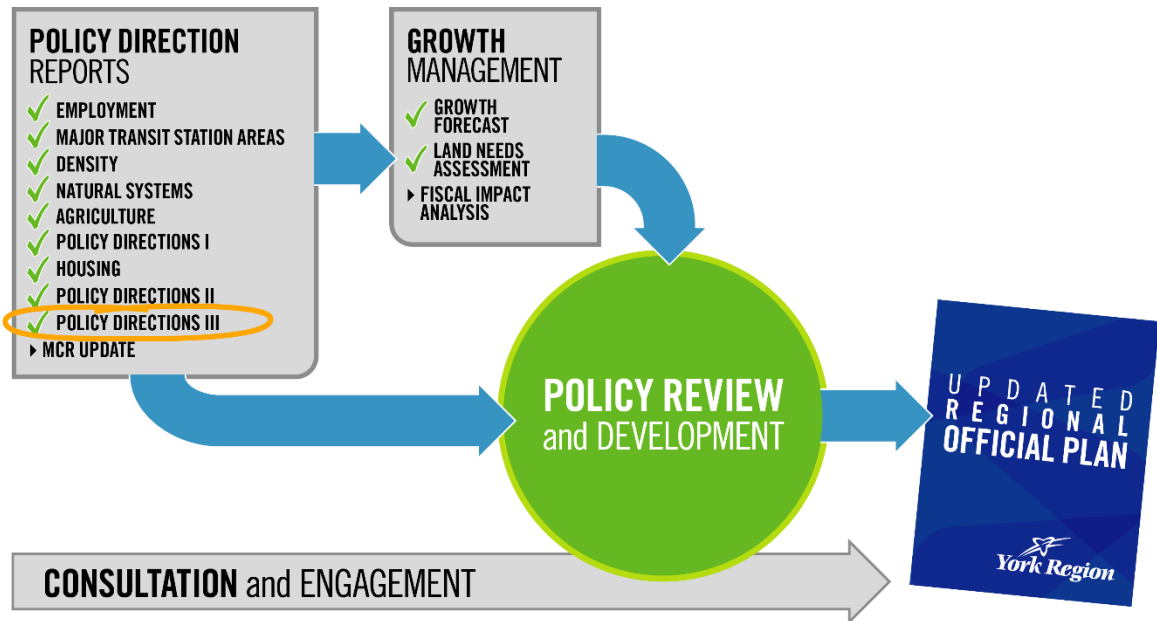 POLICY DIRECTION
REPORTS
EMPLOYMENT
MAJOR TRANSIT STATION AREAS
DENSITY
NATURAL SYSTEMS
AGRICULTURE
POLICY DIRECTIONS I
HOUSING
POLICY DIRECTIONS II
POLICY DIRECTIONS III
MCR UPDATE
GROWTH
MANAGEMENT
GROWTH
FORECAST
LAND NEEDS
ASSESSMENT
FISCAL IMPACT
ANALYSIS
POLICY REVIEW
and DEVELOPMENT
UPDATED
REGIONAL
OFFICIAL PLAN
York Region
CONSULTATION and ENGAGEMENT